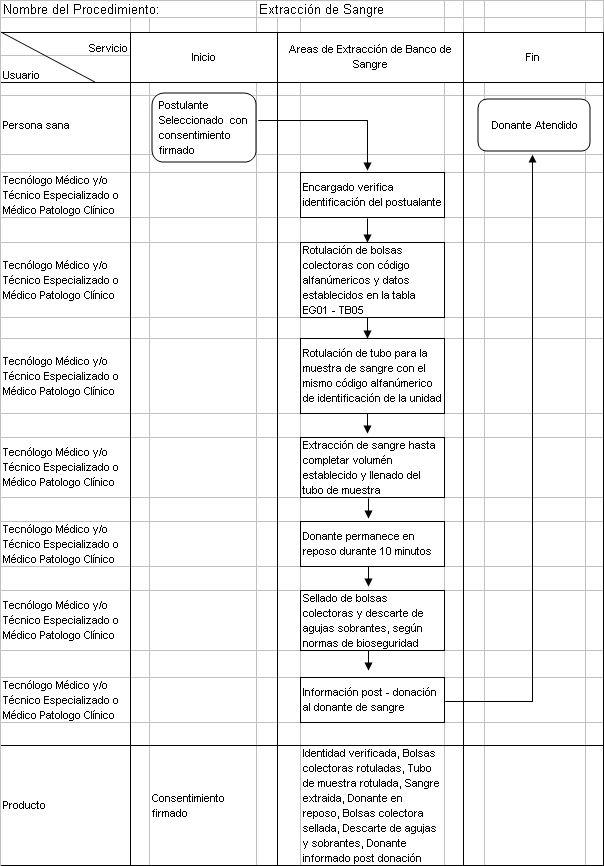 Nombre del Procedimiento: Extracción de Sangre
Servicio
Usuario
Inicio
Areas de Extracción de Banco de
Sangre
Fin
Persona sana
Postulante
Seleccionado con
consentimiento
firmado
Donante Atendido
Tecnólogo Médico y/o
Técnico Especializado o
Médico Patologo Clínico
Encargado verifica
identificación del postualante
Tecnólogo Médico y/o
Técnico Especializado o
Médico Patologo Clínico
Rotulación de bolsas
colectoras con código
alfanúmericos y datos
establecidos en la tabla
EG01 - TB05
Tecnólogo Médico y/o
Técnico Especializado o
Médico Patologo Clínico
Rotulación de tubo para la
muestra de sangre con el
mismo código alfanúmerico
de identificación de la unidad
Tecnólogo Médico y/o
Técnico Especializado o
Médico Patologo Clínico
Extracción de sangre hasta
completar volumén
establecido y llenado del
tubo de muestra
Tecnólogo Médico y/o
Técnico Especializado o
Médico Patologo Clínico
Donante permanece en
reposo durante 10 minutos
Tecnólogo Médico y/o
Técnico Especializado o
Médico Patologo Clínico
Sellado de bolsas
colectoras y descarte de
agujas sobrantes, según
normas de bioseguridad
Tecnólogo Médico y/o
Técnico Especializado o
Médico Patologo Clínico
Información post - donación
al donante de sangre
Producto
Consentimiento
firmado
Identidad verificada, Bolsas
colectoras rotuladas, Tubo
de muestra rotulada, Sangre
extraida, Donante en
reposo, Bolsas colectora
sellada, Descarte de agujas
y sobrantes, Donante
informado post donación